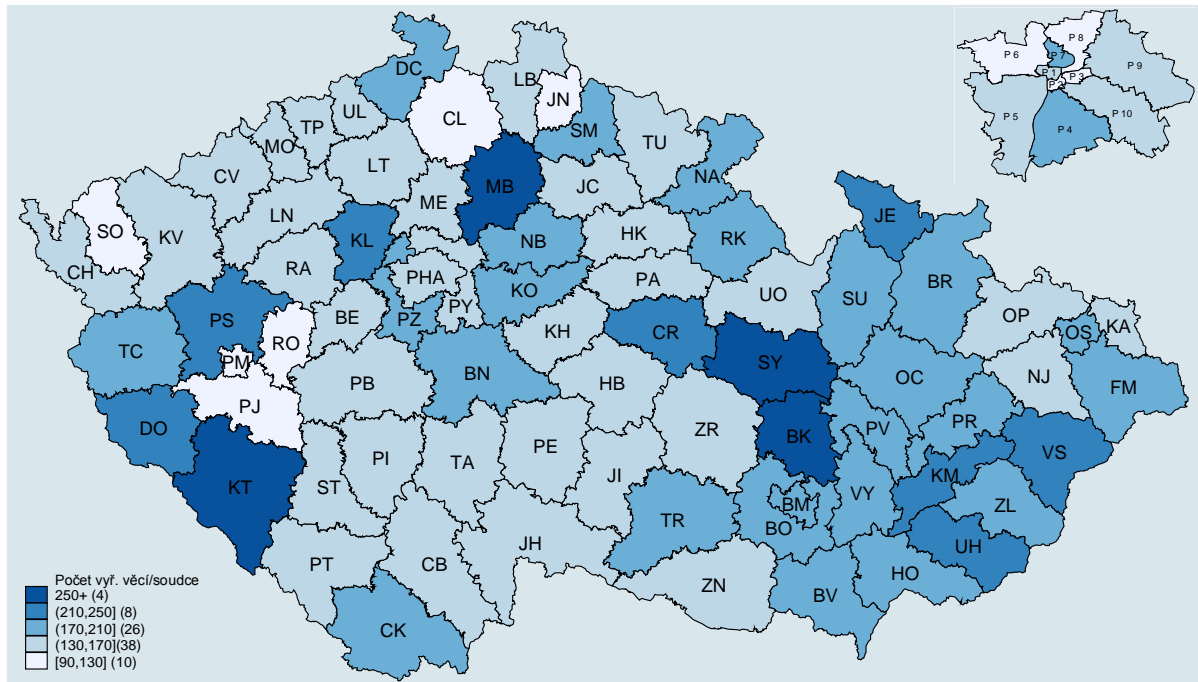 DC
LB
JN
P 8
P 6
P 7
P 9
P 1
P 3
P 2
P 5
P 10
P 4
UL
TP
CL
SM
MO
TU
CV
LT
NA
MB
JC
ME
JE
LN
SO
KV
KL
NB
HK
RK
CH
RA
PHA
KO
PA
UO
SU
BR
PY
OP
KA
PS
BE
PZ
CR
OS
TC
RO
KH
PM
SY
NJ
BN
OC
FM
PB
HB
PJ
DO
ZR
BK
PV
PR
VS
PE
PI
TA
KT
ST
JI
KM
VY
BM
ZL
TR
BO
JH
UH
PT
CB
HO
ZN
BV
CK
Počet vyř. věcí/soudce
250+ (4)
(210,250] (8)
(170,210] (26)
(130,170](38)
[90,130] (10)